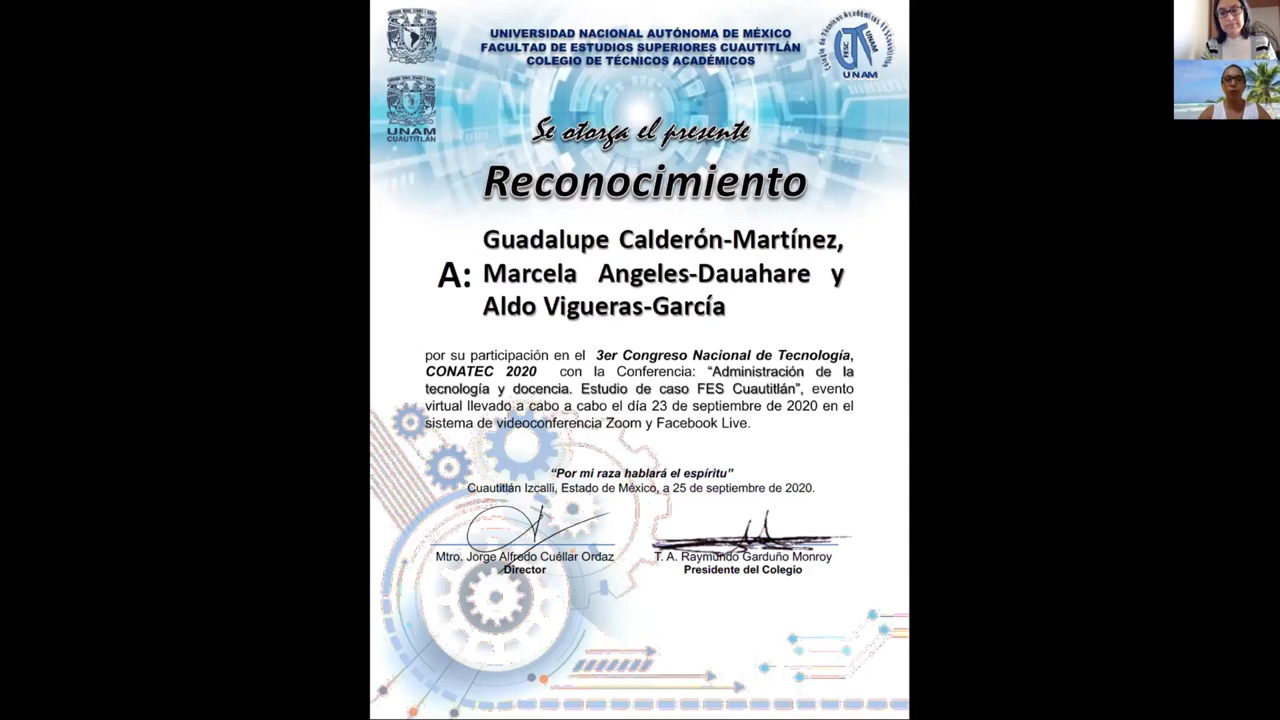 UNIVERSIDAD NACIONAL AUTÓNOMA DE MÉXICO
FACULTAD DE ESTUDIOS SUPERIORES CUAUTITLÁN
COLEGIO DE TÉCNICOS ACADÉMICOS
FESC
UNAM
UNAM
UNAM
CUAUTITLÁN
Se otorga el presente
Reconocimiento
A:
Guadalupe Calderón-Martínez,
Marcela Angeles-Dauahare y
Aldo Vigueras-García
por su participación en el 3er Congreso Nacional de Tecnología,
CONATEC 2020 con la Conferencia: “Administración de la
tecnología y docencia. Estudio de caso FES Cuautitlán”, evento
virtual llevado a cabo a cabo el día 23 de septiembre de 2020 en el
sistema de videoconferencia Zoom y Facebook Live.
“Por mi raza hablará el espíritu”
Cuautitlán Izcalli, Estado de México, a 25 de septiembre de 2020.
Mtro. Jorge Alfredo Cuéllar Ordaz
Director
T. A. Raymundo Garduño Monroy
Presidente del Colegio